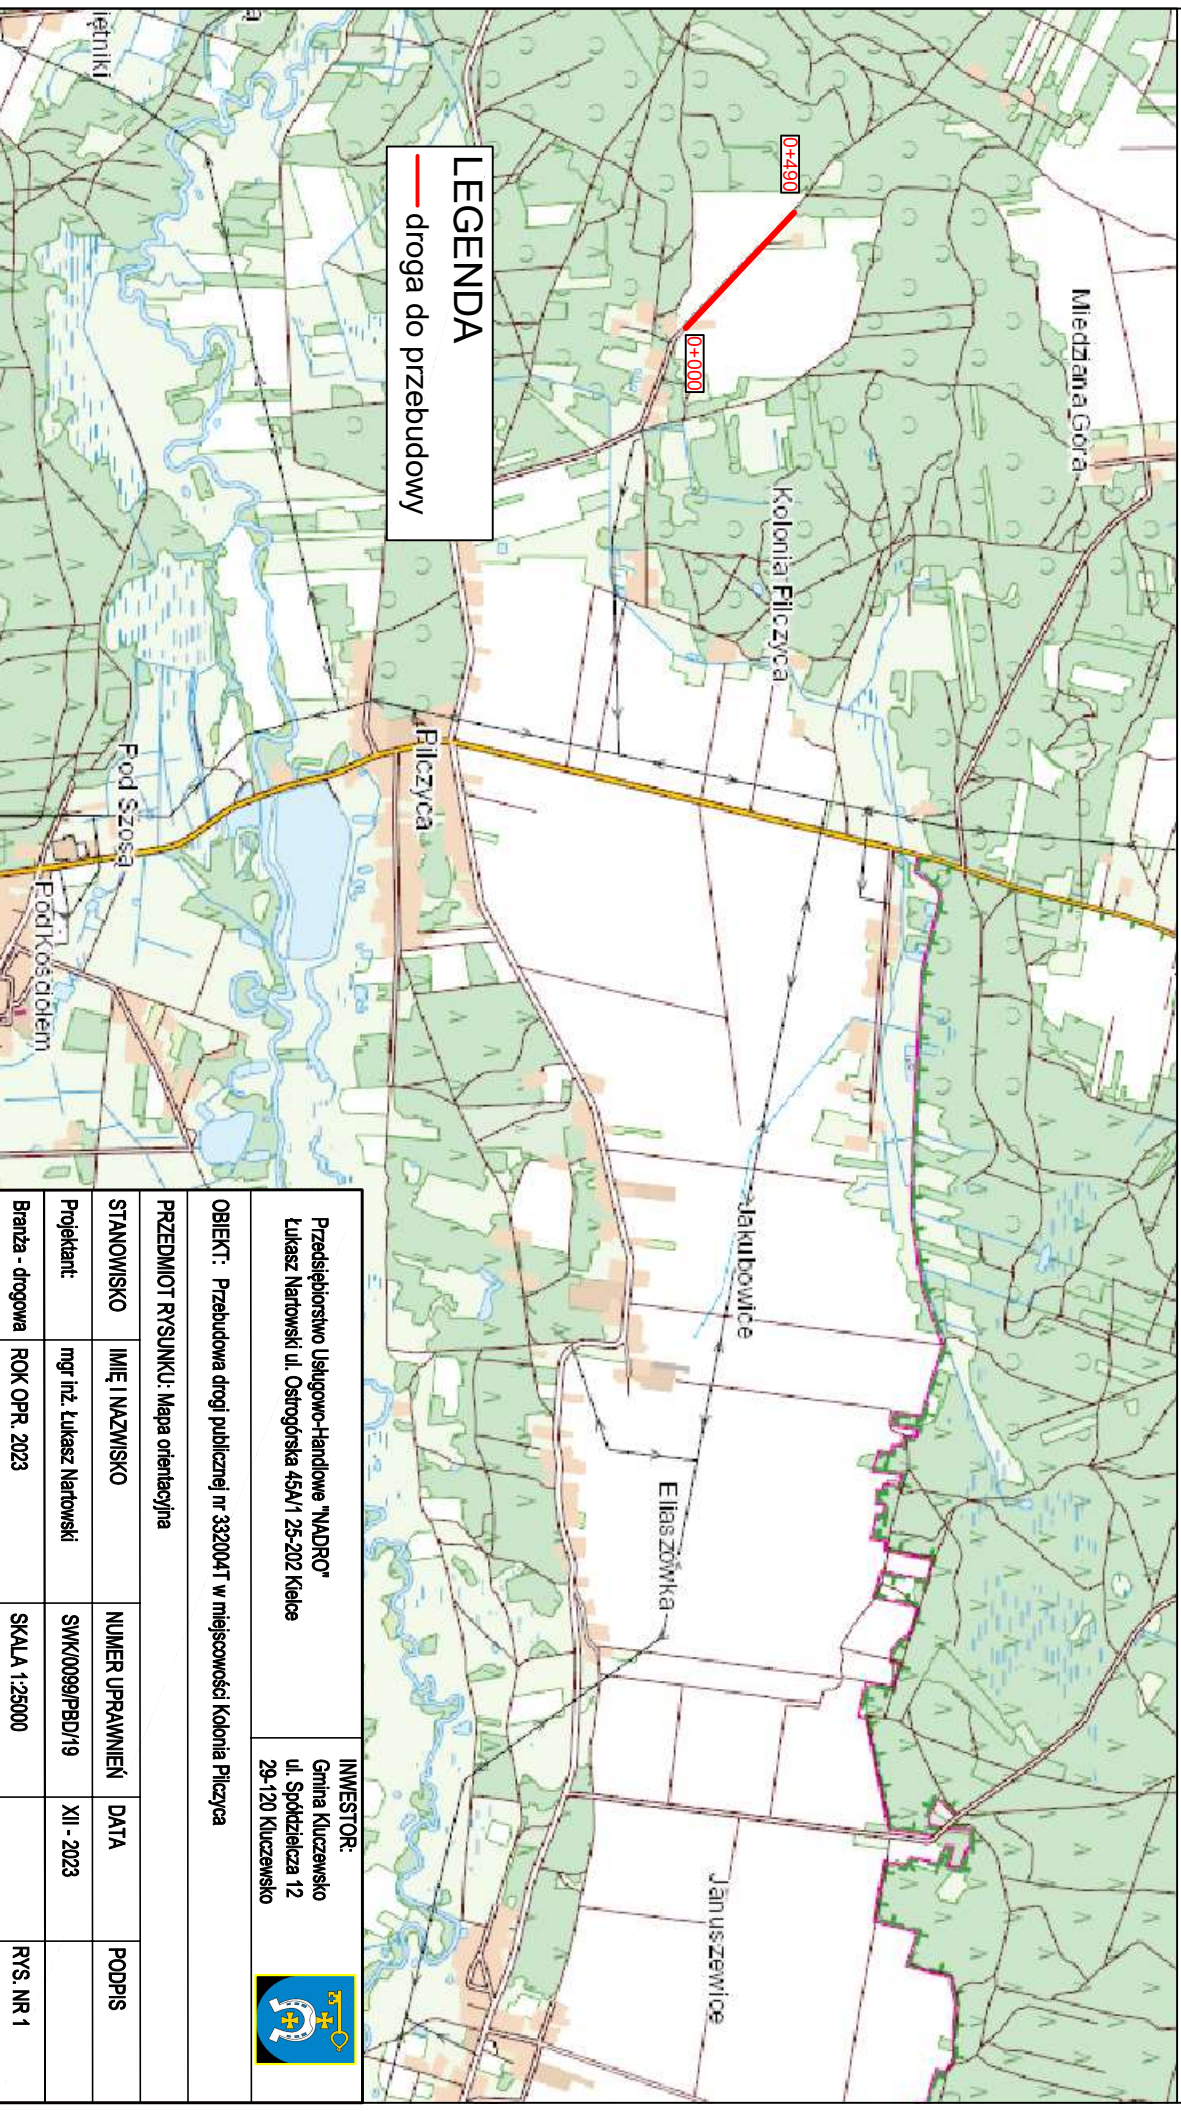 Miedziana Góra
0+490
0+000
Kolonia Pilczyca
LEGENDA
droga do przebudowy
Pilczyca
Pod Szosą
Pod Kościołem
Jakubowice
Eliaszówka
Januszewice
iętniki
Przedsiębiorstwo Usługowo-Handlowe "NADRO"
Łukasz Nartowski ul. Ostrogórska 45A/1 25-202 Kielce
INWESTOR:
Gmina Kluczewsko
ul. Spółdzielcza 12
29-120 Kluczewsko
OBIEKT: Przebudowa drogi publicznej nr 332004T w miejscowości Kolonia Pilczyca
PRZEDMIOT RYSUNKU: Mapa orientacyjna
STANOWISKO IMIĘ I NAZWISKO NUMER UPRAWNIEŃ DATA PODPIS
Projektant: mgr inż. Łukasz Nartowski SWK/0099/PBD/19 XII - 2023
Branża - drogowa ROK OPR. 2023 SKALA 1:25000 RYS. NR 1